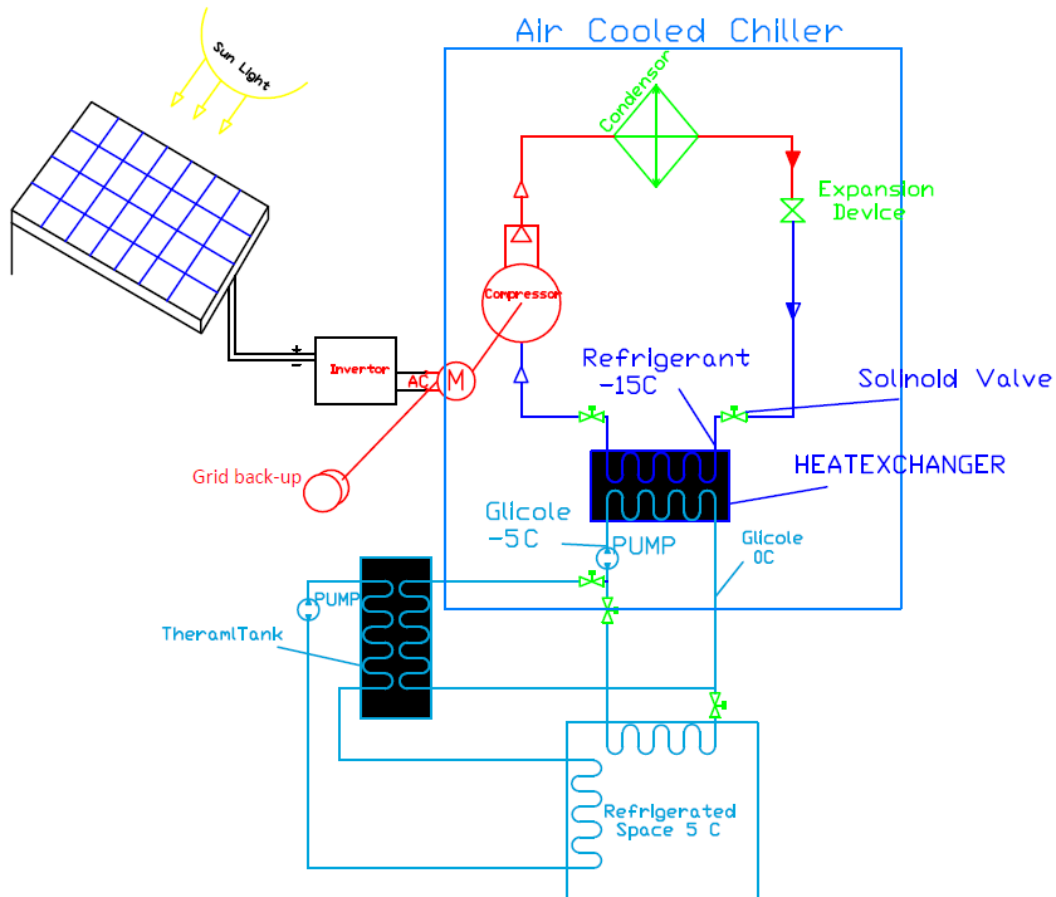 Air Cooled Chiller
Sun Light
Condensor
Expansion
Device
Compressor
Refrigerant
-15C
Solinoid Valve
Invertor
AC
M
HEATEXCHANGER
Grid back-up
Glicole
-5C
PUMP
Glicole
0C
PUMP
TheramlTank
Refrigerated
Space 5 C